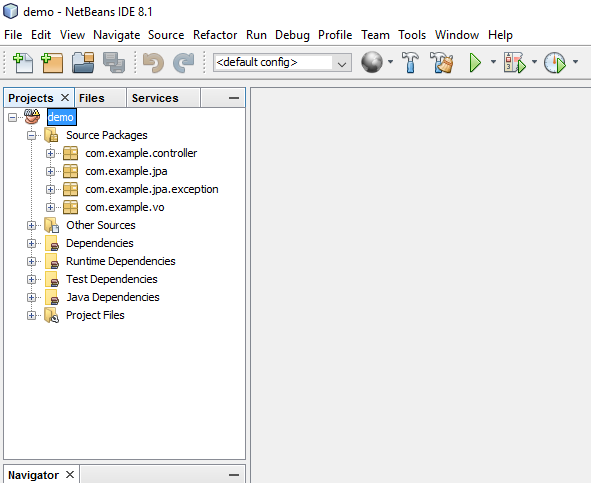 demo - NetBeans IDE 8.1
File Edit View Navigate Source Refactor Run Debug Profile Team Tools Window Help
<default config>
Projects Files Services
demo
Source Packages
com.example.controller
com.example.jpa
com.example.jpa.exception
com.example.vo
Other Sources
Dependencies
Runtime Dependencies
Test Dependencies
Java Dependencies
Project Files
Navigator